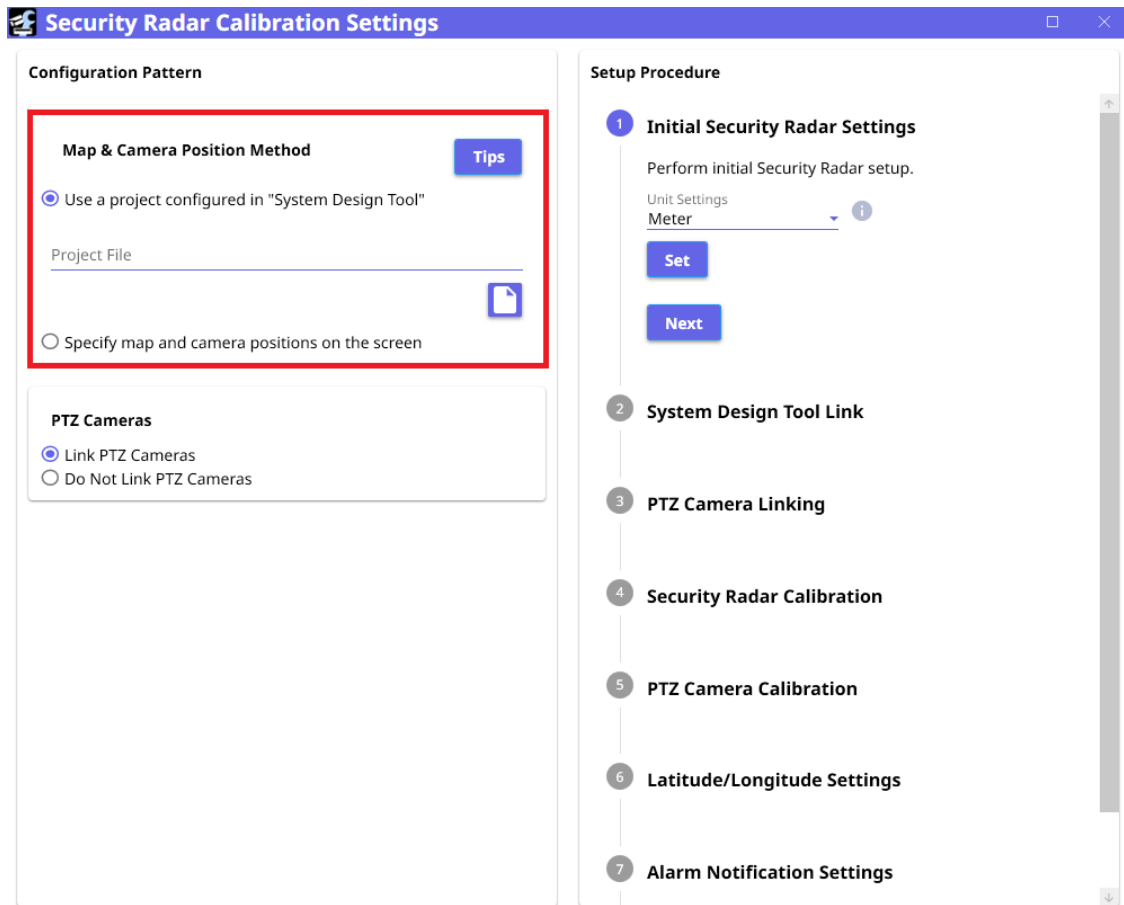 Security Radar Calibration Settings
Configuration Pattern
Map & Camera Position Method
Tips
Use a project configured in "System Design Tool"
Project File
Specify map and camera positions on the screen
PTZ Cameras
Link PTZ Cameras
Do Not Link PTZ Cameras
Setup Procedure
1 Initial Security Radar Settings
Perform initial Security Radar setup.
Unit Settings
Meter
i
Set
Next
2 System Design Tool Link
3 PTZ Camera Linking
4 Security Radar Calibration
5 PTZ Camera Calibration
6 Latitude/Longitude Settings
7 Alarm Notification Settings